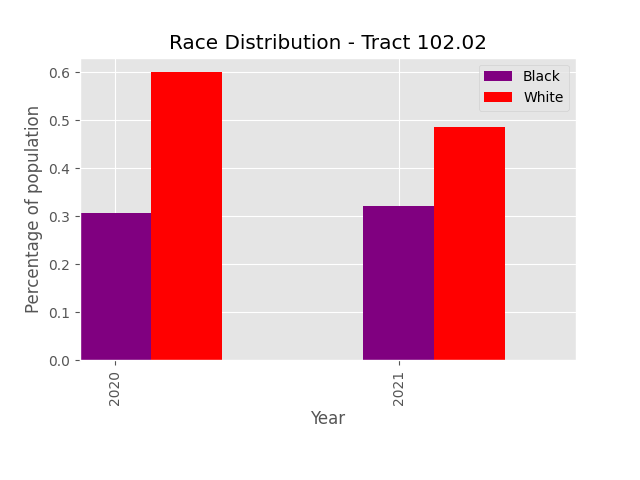 Race Distribution - Tract 102.02
Black
White
Percentage of population
0.6
0.5
0.4
0.3
0.2
0.1
0.0
2020
2021
Year